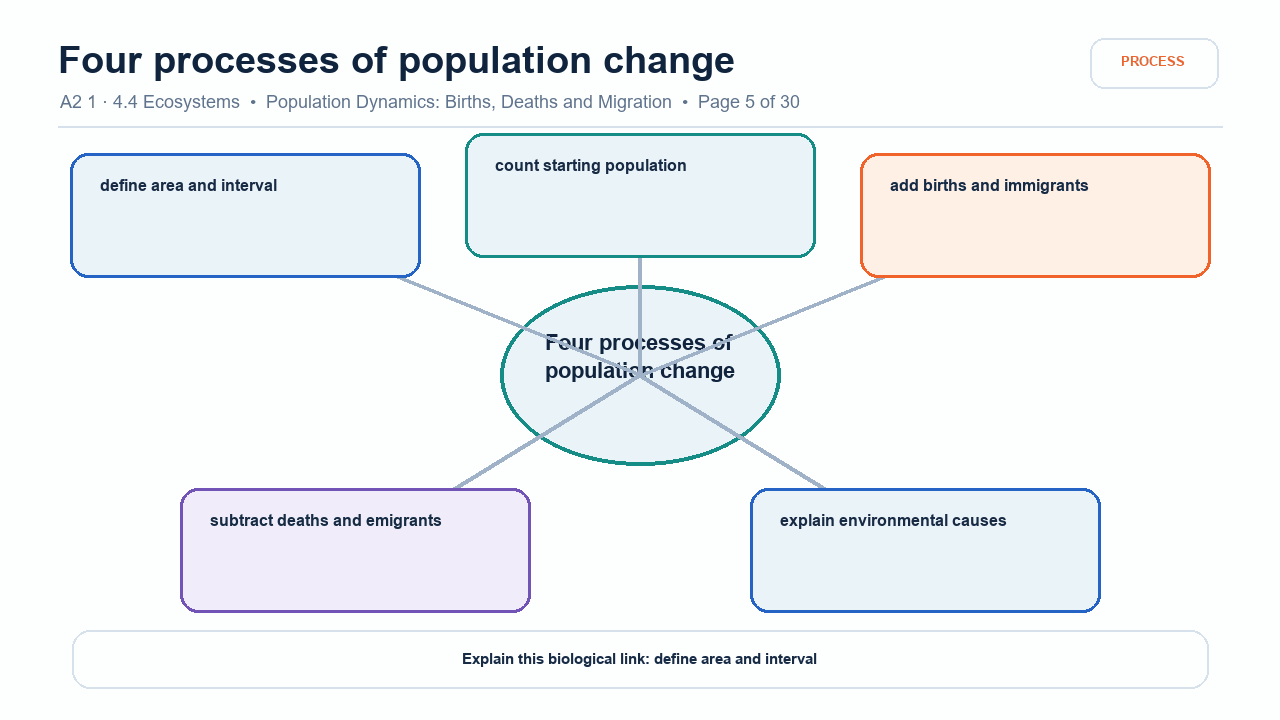 Four processes of population change
PROCESS
A2 1 · 4.4 Ecosystems • Population Dynamics: Births, Deaths and Migration • Page 5 of 30
define area and interval
count starting population
add births and immigrants
Four processes of
population change
subtract deaths and emigrants
explain environmental causes
Explain this biological link: define area and interval